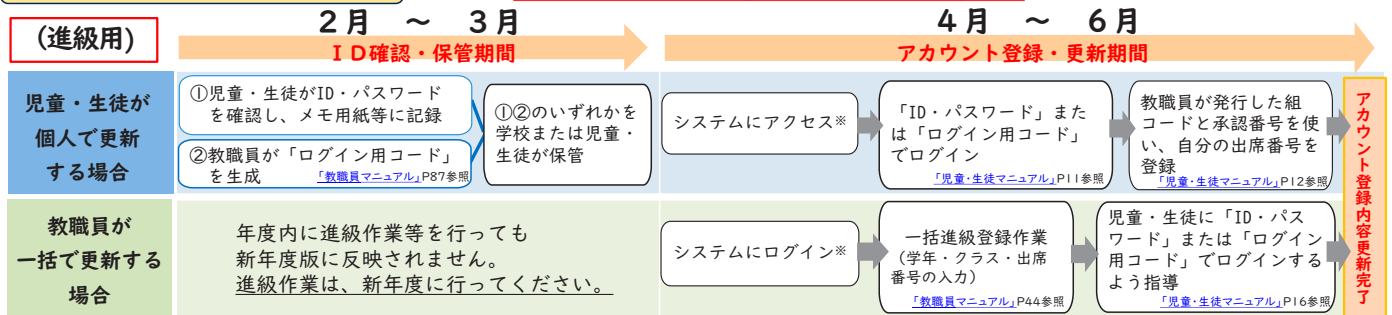 (進級用)
2月 ～ 3月
ID確認・保管期間
4月 ～ 6月
アカウント登録・更新期間
児童・生徒が
個人で更新
する場合
①児童・生徒がID・パスワード
を確認し、メモ用紙等に記録
②教職員が「ログイン用コード」
を生成 「教職員マニュアル」P87参照
①②のいずれかを
学校または児童・
生徒が保管
システムにアクセス※
「ID・パスワード」また
は「ログイン用コード」
でログイン
「児童・生徒マニュアル」P11参照
教職員が発行した組
コードと承認番号を使
い、自分の出席番号を
登録
「児童・生徒マニュアル」P12参照
アカウント登録内容更新完了
教職員が
一括で更新する
場合
年度内に進級作業等を行っても
新年度版に反映されません。
進級作業は、新年度に行ってください。
システムにログイン※
一括進級登録作業
(学年・クラス・出席
番号の入力)
「教職員マニュアル」P44参照
児童・生徒に「ID・パス
ワード」または「ログイン
用コード」でログインする
よう指導
「児童・生徒マニュアル」P16参照